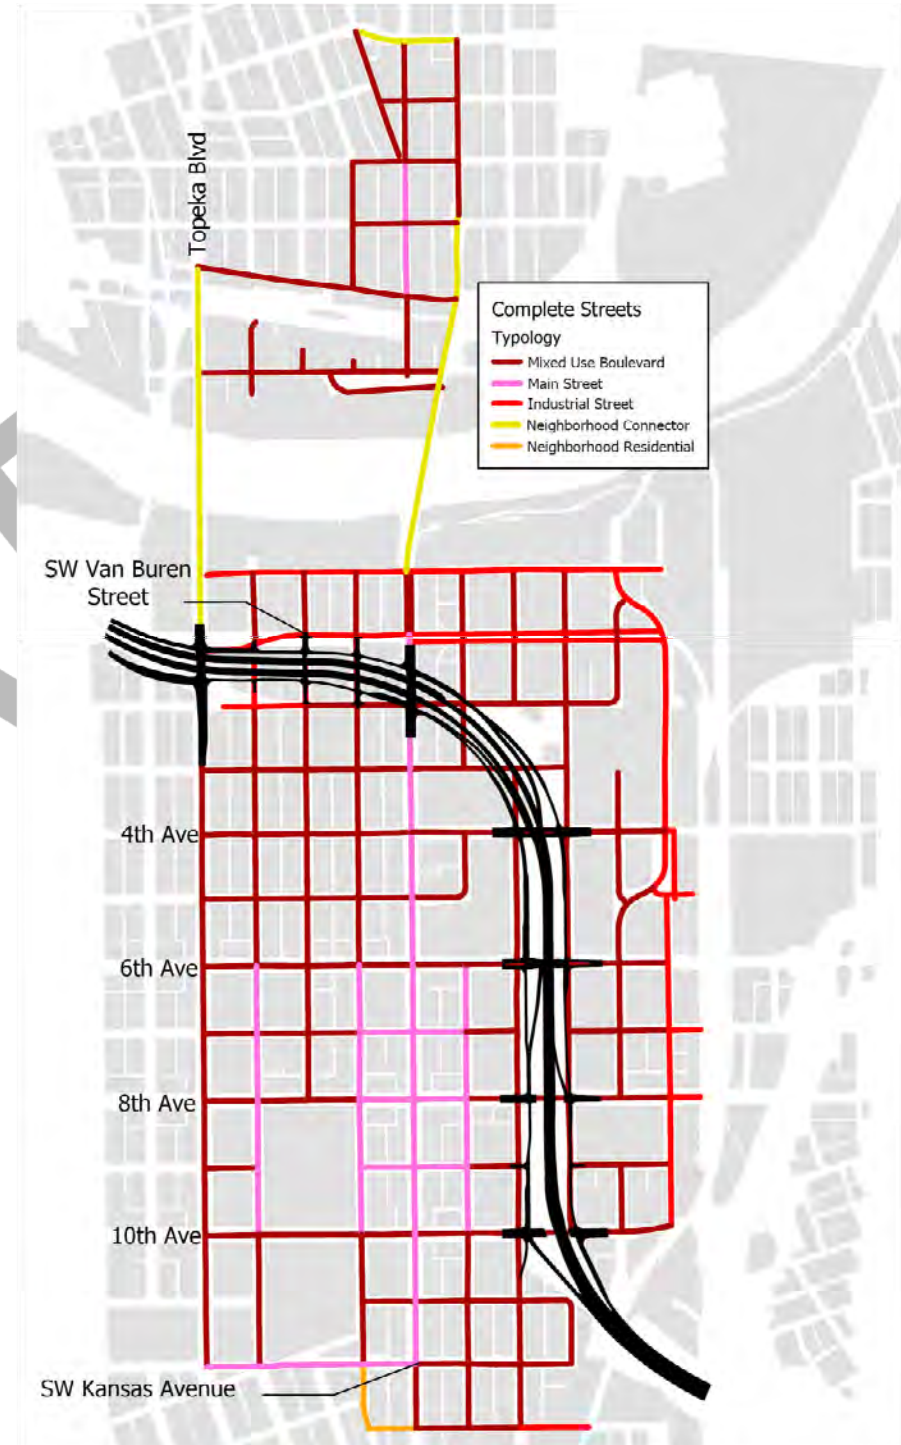 Topeka Blvd
Complete Streets
Typology
Mixed Use Boulevard
Main Street
Industrial Street
Neighborhood Connector
Neighborhood Residential
SW Van Buren
Street
4th Ave
6th Ave
8th Ave
10th Ave
SW Kansas Avenue